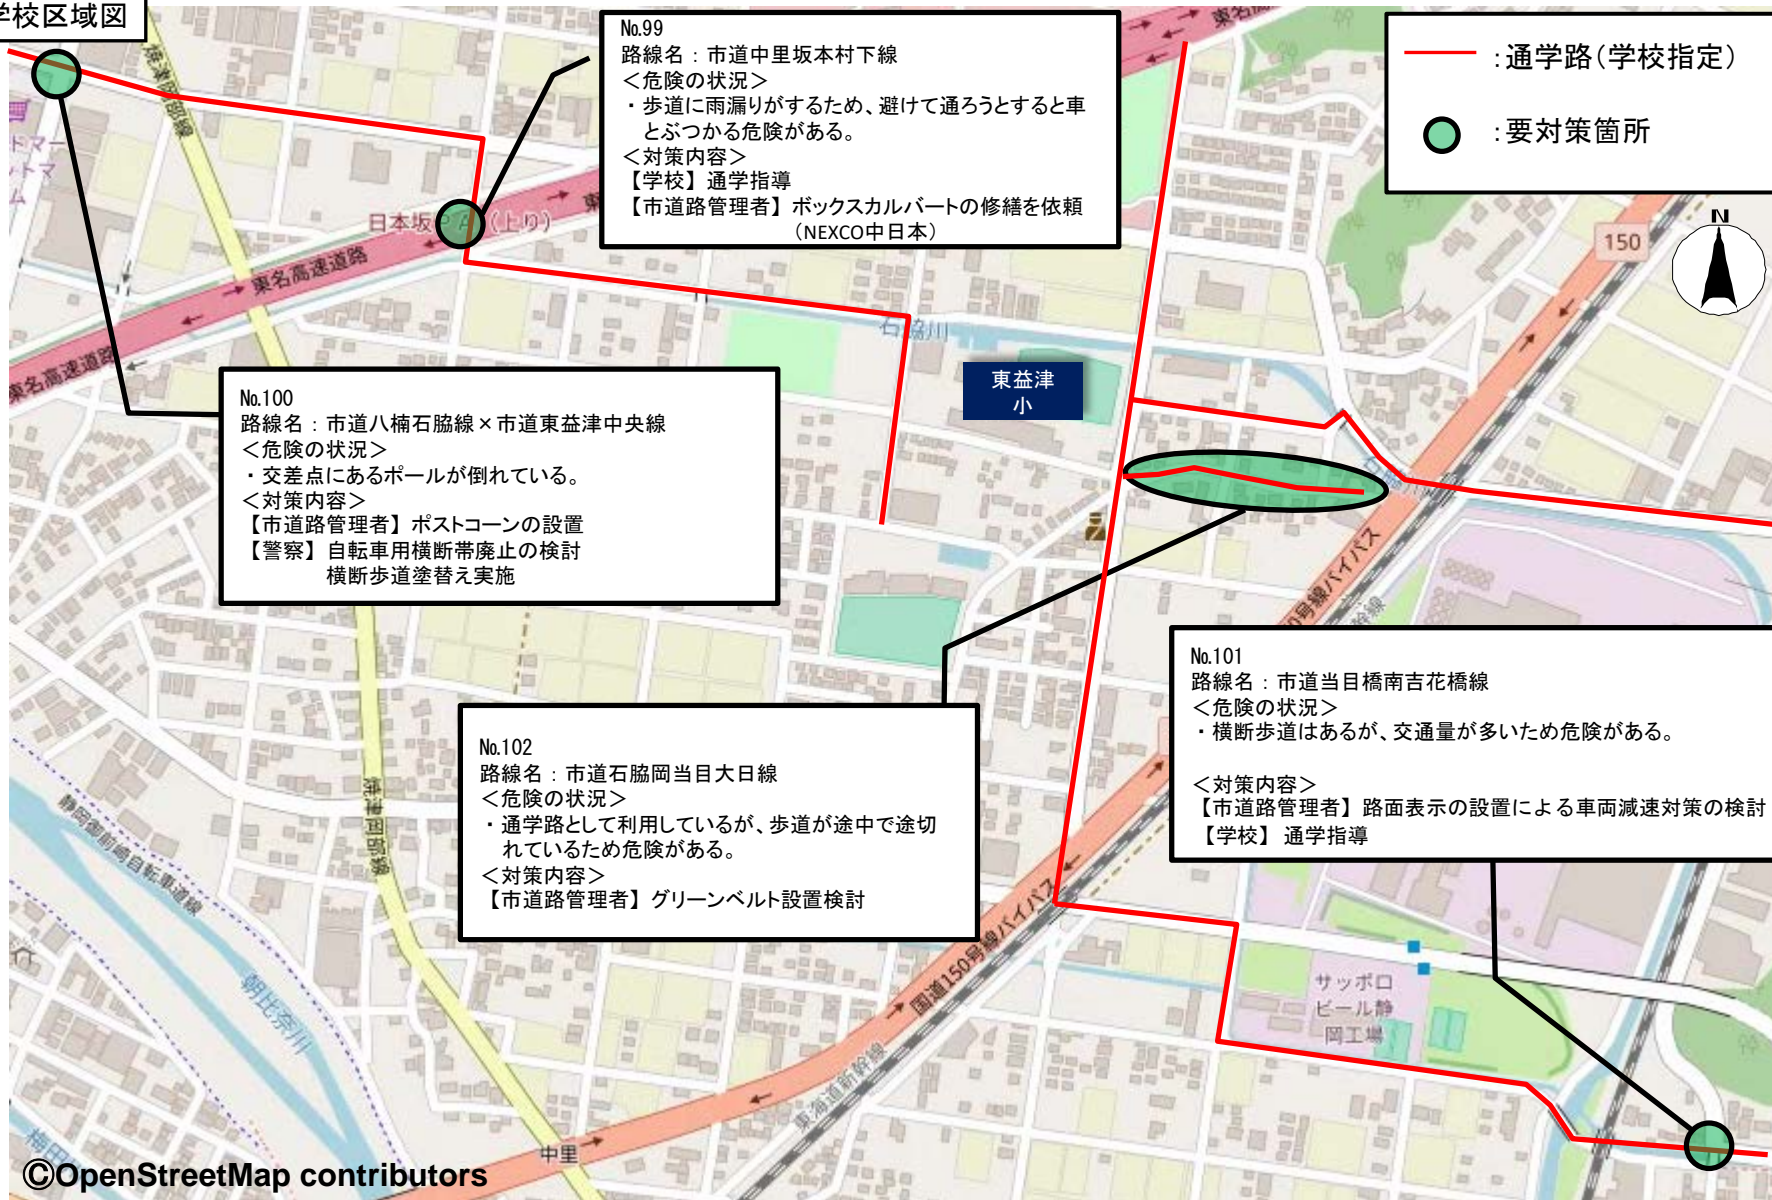 学校区域図
No.99
路線名：市道中里坂本村下線
＜危険の状況＞
・歩道に雨漏りがするため、避けて通ろうとすると車
とぶつかる危険がある。
＜対策内容＞
【学校】通学指導
【市道路管理者】ボックスカルバートの修繕を依頼
（NEXCO中日本）
：通学路（学校指定）
：要対策箇所
N
150
日本坂PA（上り）
東名高速道路
東名高速道路
石脇川
東益津
小
No.100
路線名：市道八楠石脇線×市道東益津中央線
＜危険の状況＞
・交差点にあるポールが倒れている。
＜対策内容＞
【市道路管理者】ポストコーンの設置
【警察】自転車用横断帯廃止の検討
横断歩道塗替え実施
No.101
路線名：市道当目橋南吉花橋線
＜危険の状況＞
・横断歩道はあるが、交通量が多いため危険がある。
＜対策内容＞
【市道路管理者】路面表示の設置による車両減速対策の検討
【学校】 通学指導
No.102
路線名：市道石脇岡当目大日線
＜危険の状況＞
・通学路として利用しているが、歩道が途中で途切
れているため危険がある。
＜対策内容＞
【市道路管理者】グリーンベルト設置検討
焼津岡部線
静岡御前崎自転車道線
朝比奈川
国道150号線バイパス
東海道新幹線
サッポロ
ビール静
岡工場
中里
©OpenStreetMap contributors